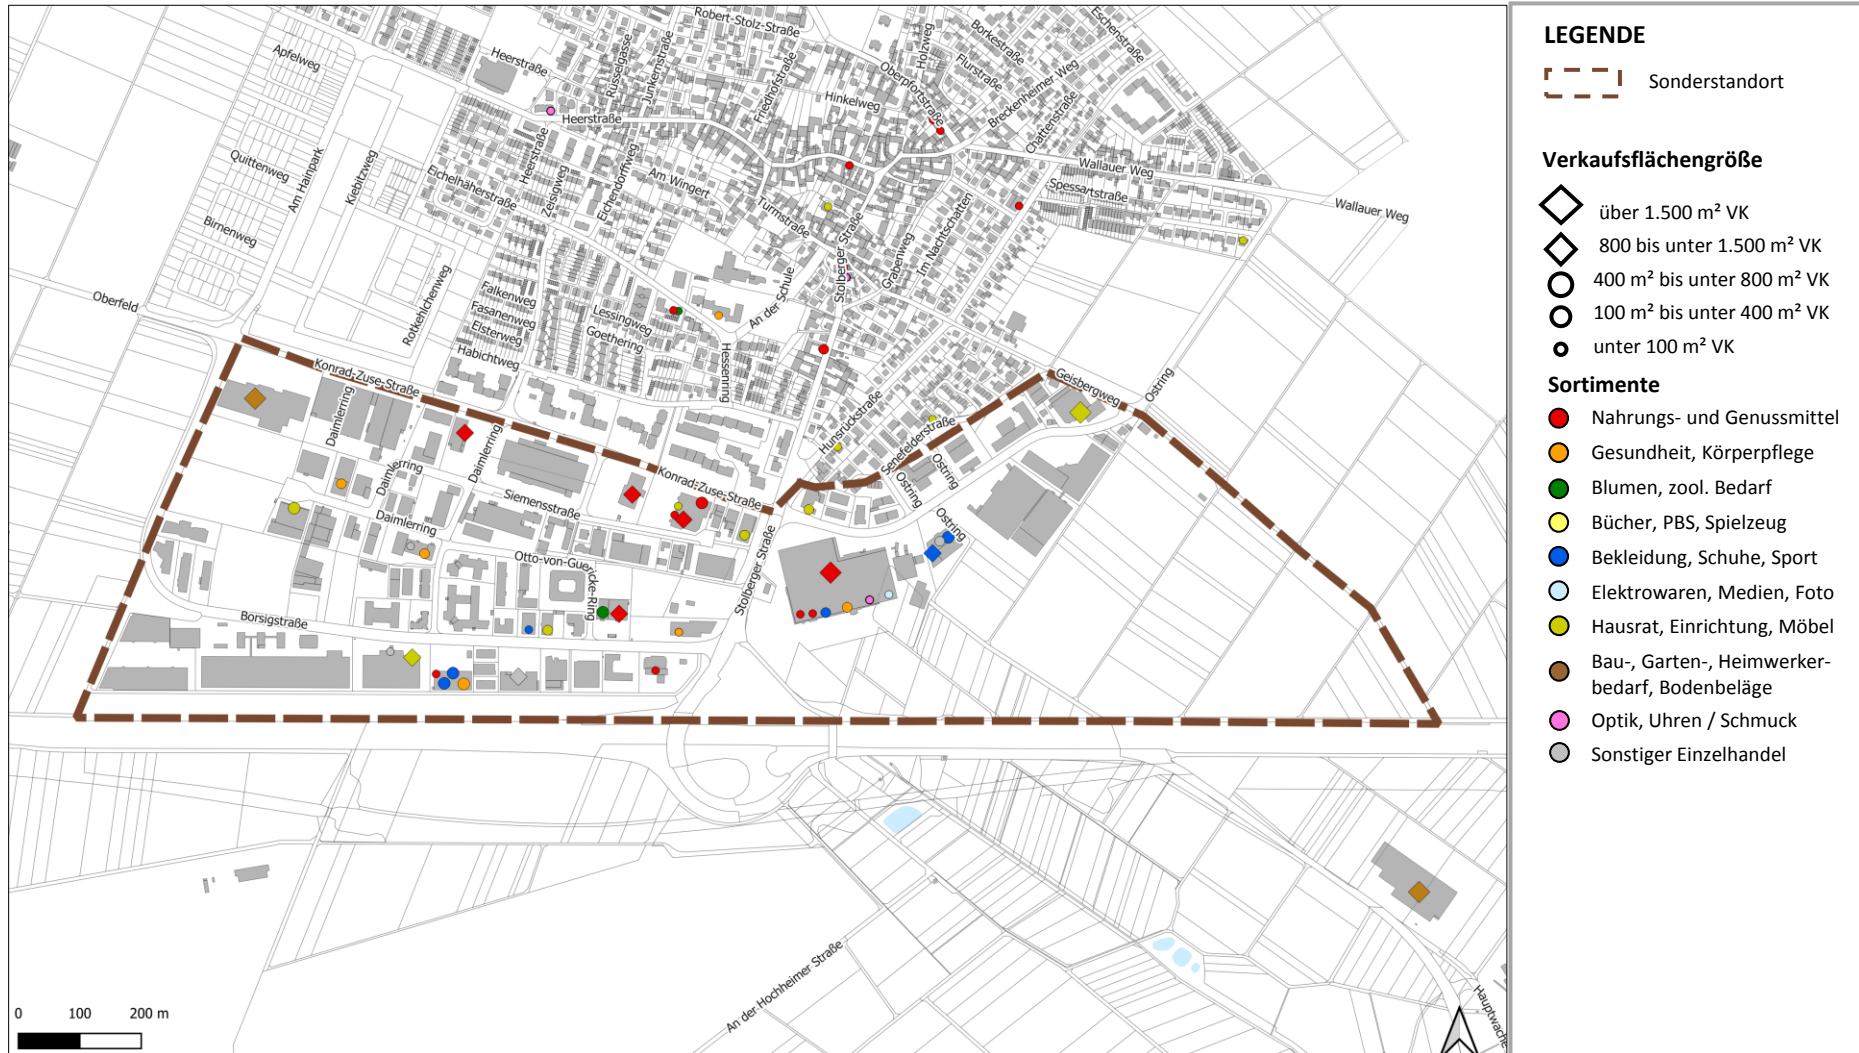 Robert-Stolz-Straße
Holzweg
Borkestraße
Eschenstraße
Apfelweg
Heerstraße
Rüsselgasse
Junkernstraße
Friedhofstraße
Oberpfortstraße
Flurstraße
Breckenheimer Weg
Hinkelweg
Heerstraße
Chattenstraße
Quittenweg
Am Hainpark
Kiebitzweg
Eichelhäherstraße
Heerstraße
Zeisigweg
Eichendorffweg
Am Wingert
Turmstraße
Wallauer Weg
Spessartstraße
Wallauer Weg
Birnenweg
Stolberger Straße
Grabenweg
Im Nachtschatten
Oberfeld
Rotkehlchenweg
Falkenweg
Fasanenweg
Elsterweg
Habichtweg
Lessingweg
Goethering
An der Schule
Hessenring
Konrad-Zuse-Straße
Geisbergweg
Ostring
Daimlerring
Daimlerring
Hunsrückstraße
Senefelderstraße
Daimlerring
Konrad-Zuse-Straße
Ostring
Ostring
Siemensstraße
Daimlerring
Ostring
Otto-von-Guericke-Ring
Stolberger Straße
Borsigstraße
An der Hochheimer Straße
Hauptwache
0 100 200 m
LEGENDE
Sonderstandort
Verkaufsflächengröße
über 1.500 m² VK
800 bis unter 1.500 m² VK
400 m² bis unter 800 m² VK
100 m² bis unter 400 m² VK
unter 100 m² VK
Sortimente
Nahrungs- und Genussmittel
Gesundheit, Körperpflege
Blumen, zool. Bedarf
Bücher, PBS, Spielzeug
Bekleidung, Schuhe, Sport
Elektrowaren, Medien, Foto
Hausrat, Einrichtung, Möbel
Bau-, Garten-, Heimwerker-
bedarf, Bodenbeläge
Optik, Uhren / Schmuck
Sonstiger Einzelhandel